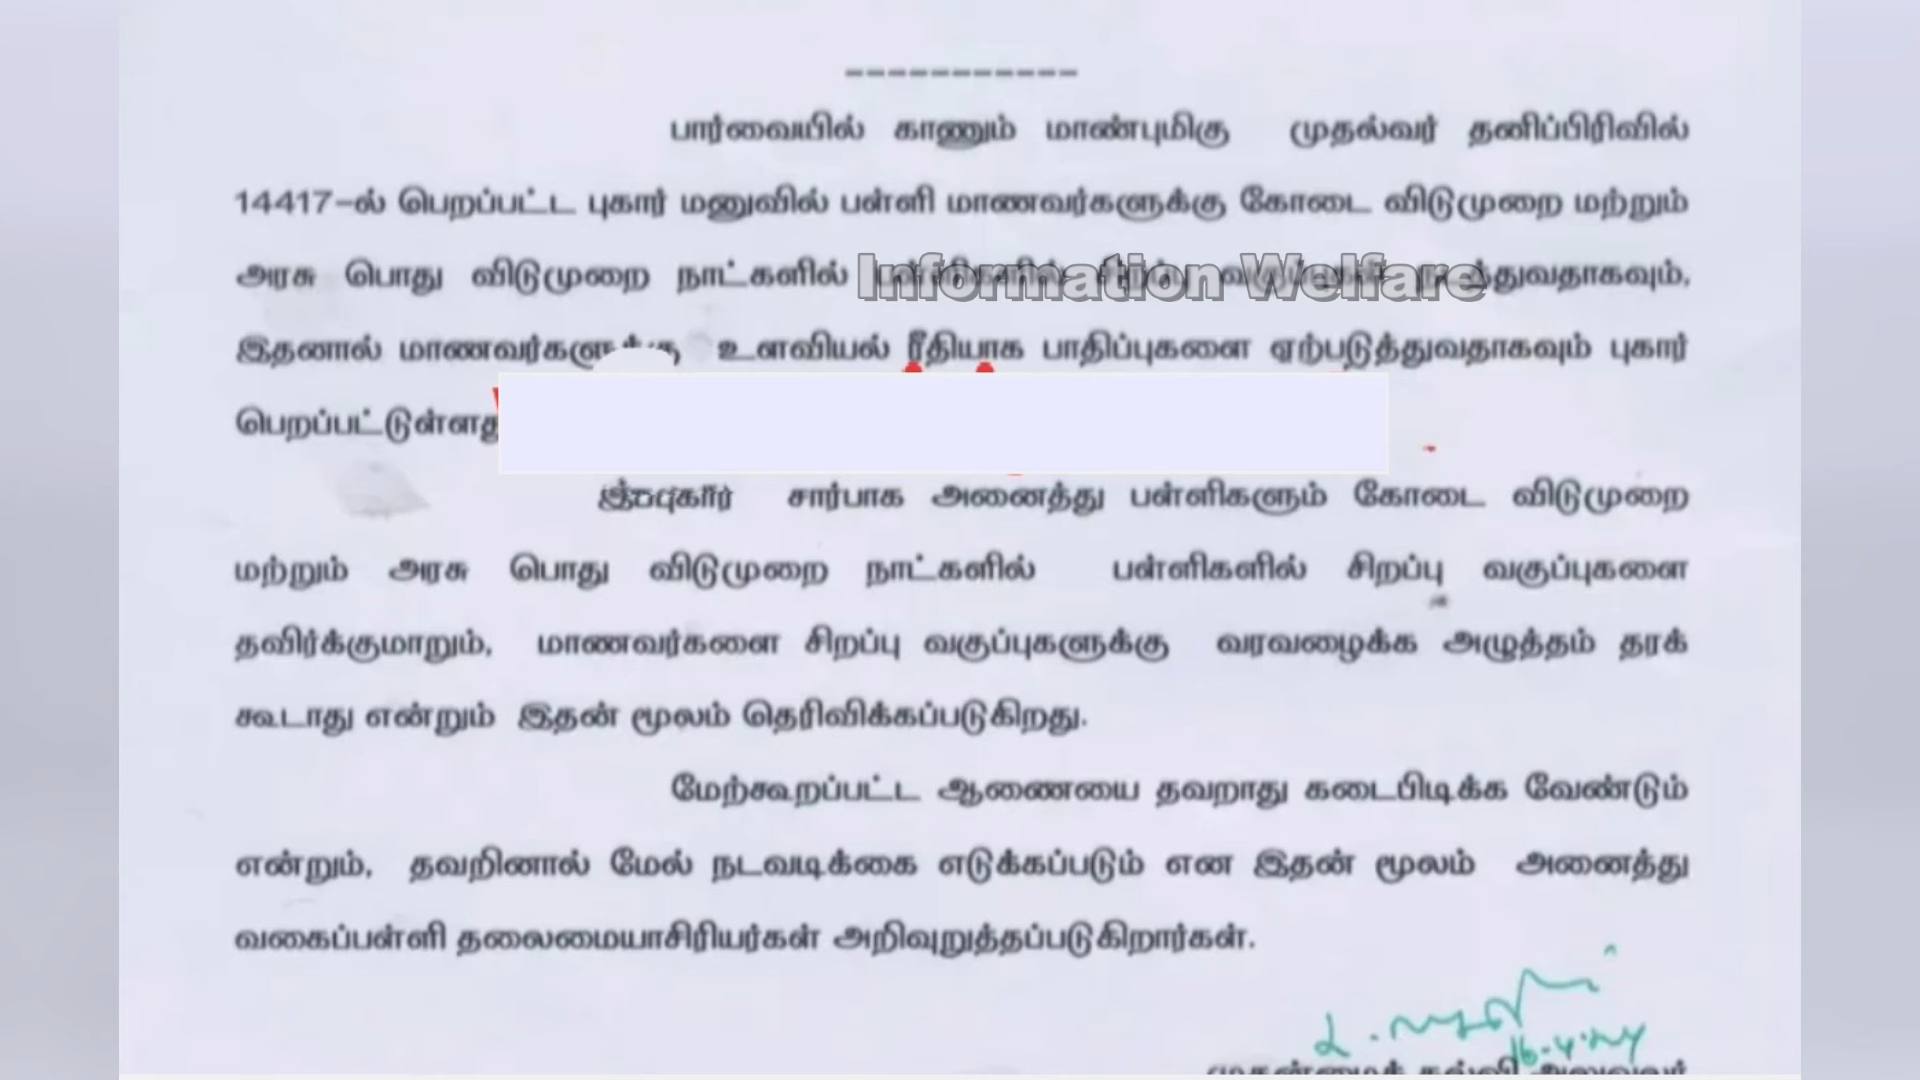 -----------
பார்வையில் காணும் மாண்புமிகு முதல்வர் தனிப்பிரிவில்
14417-ல் பெறப்பட்ட புகார் மனுவில் பள்ளி மாணவர்களுக்கு கோடை விடுமுறை மற்றும்
அரசு பொது விடுமுறை நாட்களில்
Information Welfare
இதனால் மாணவர்களுக்கு உளவியல் ரீதியாக பாதிப்புகளை ஏற்படுத்துவதாகவும் புகார்
பெறப்பட்டுள்ளது
சார்பாக அனைத்து பள்ளிகளும் கோடை விடுமுறை
மற்றும் அரசு பொது விடுமுறை நாட்களில் பள்ளிகளில் சிறப்பு வகுப்புகளை
தவிர்க்குமாறும், மாணவர்களை சிறப்பு வகுப்புகளுக்கு வரவழைக்க அழுத்தம் தரக்
கூடாது என்றும் இதன் மூலம் தெரிவிக்கப்படுகிறது.
மேற்கூறப்பட்ட ஆணையை தவறாது கடைபிடிக்க வேண்டும்
என்றும், தவறினால் மேல் நடவடிக்கை எடுக்கப்படும் என இதன் மூலம் அனைத்து
வகைப்பள்ளி தலைமையாசிரியர்கள் அறிவுறுத்தப்படுகிறார்கள்.